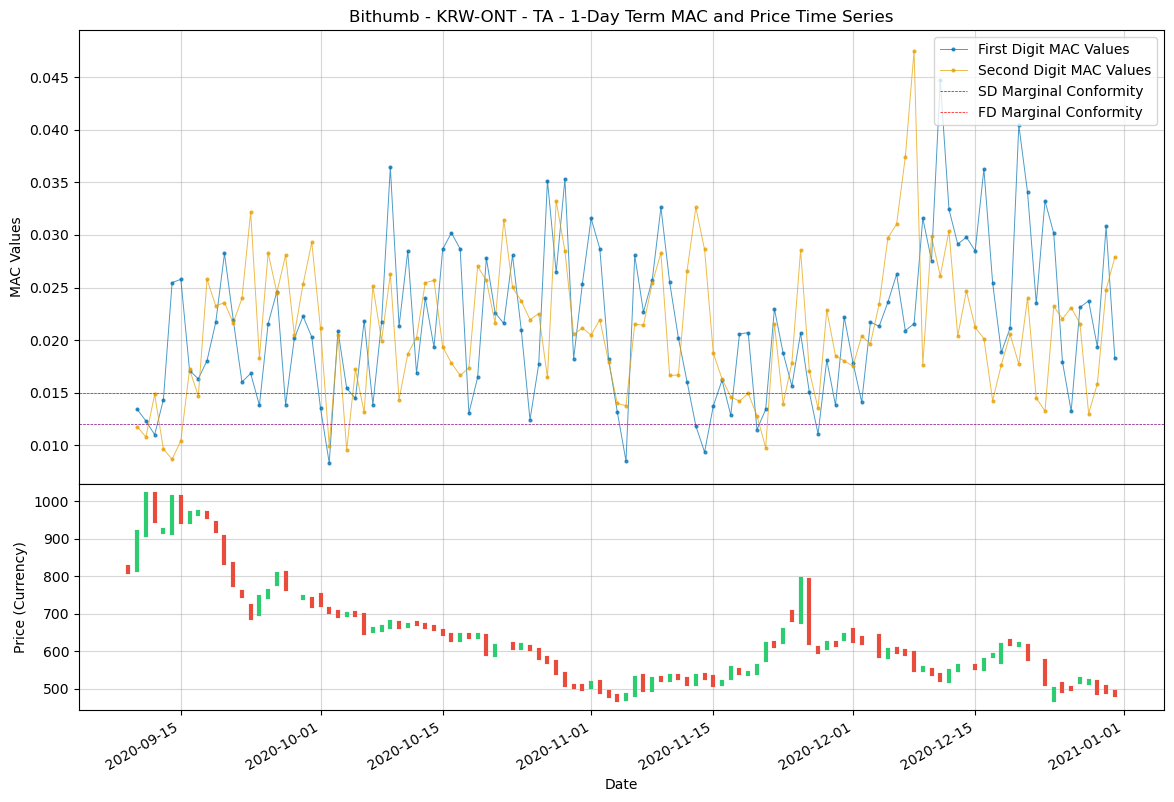 Bithumb - KRW-ONT - TA - 1-Day Term MAC and Price Time Series
First Digit MAC Values
Second Digit MAC Values
SD Marginal Conformity
FD Marginal Conformity
MAC Values
0.045
0.040
0.035
0.030
0.025
0.020
0.015
0.010
Price (Currency)
1000
900
800
700
600
500
2020-09-15
2020-10-01
2020-10-15
2020-11-01
2020-11-15
2020-12-01
2020-12-15
2021-01-01
Date